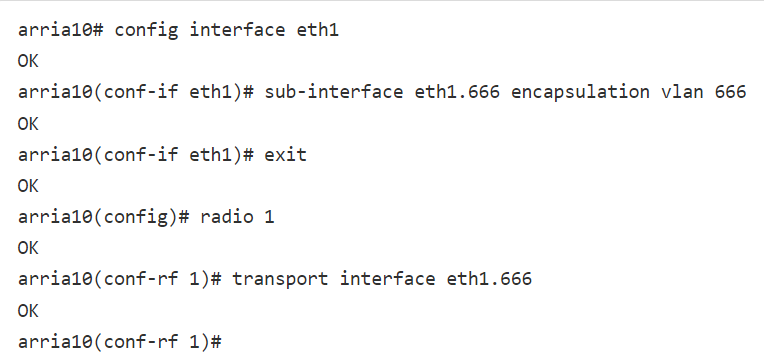 arria10# config interface eth1
OK
arria10(conf-if eth1)# sub-interface eth1.666 encapsulation vlan 666
OK
arria10(conf-if eth1)# exit
OK
arria10(config)# radio 1
OK
arria10(conf-rf 1)# transport interface eth1.666
OK
arria10(conf-rf 1)#